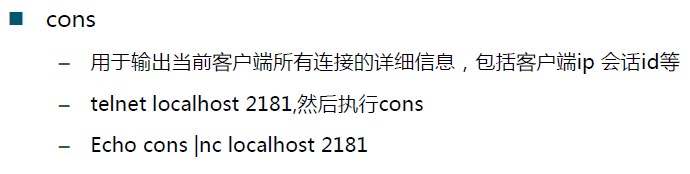 cons
用于输出当前客户端所有连接的详细信息，包括客户端ip 会话id等
telnet localhost 2181,然后执行cons
Echo cons |nc localhost 2181